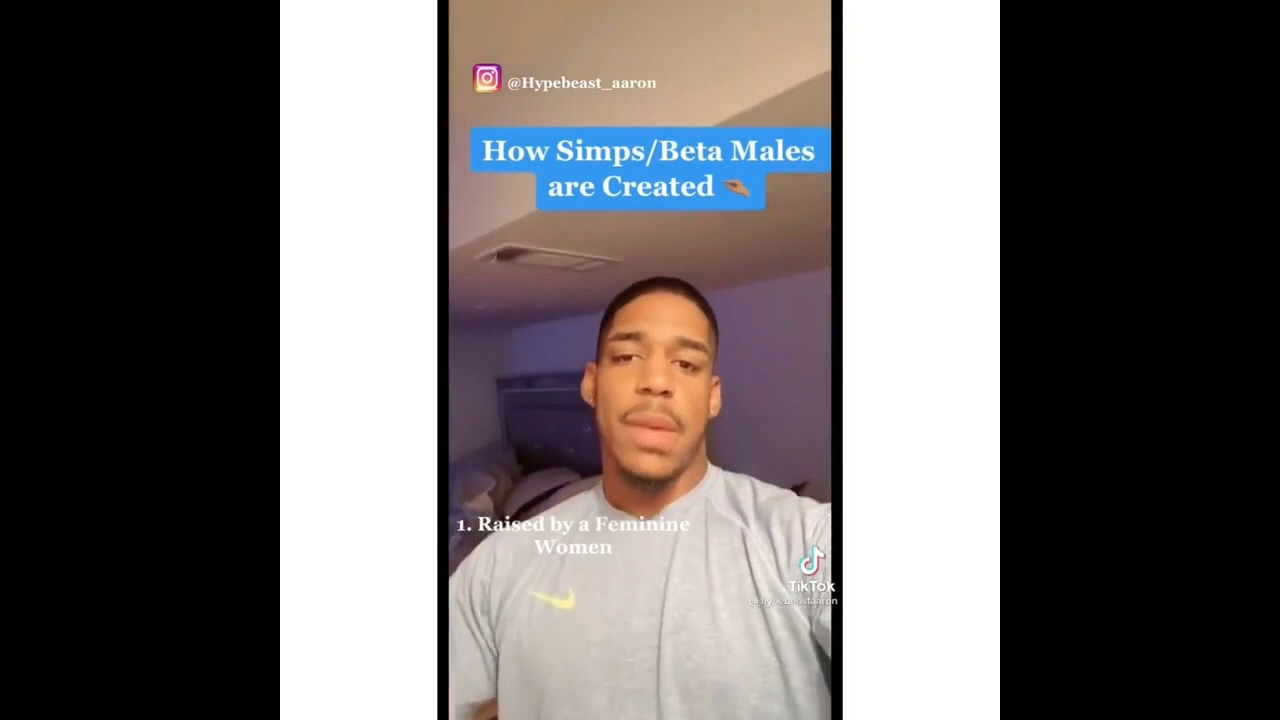 @Hypebeast_aaron
How Simps/Beta Males
are Created 🤏🏽
1. Raised by a Feminine
Women
TikTok
@hypebeastaaron